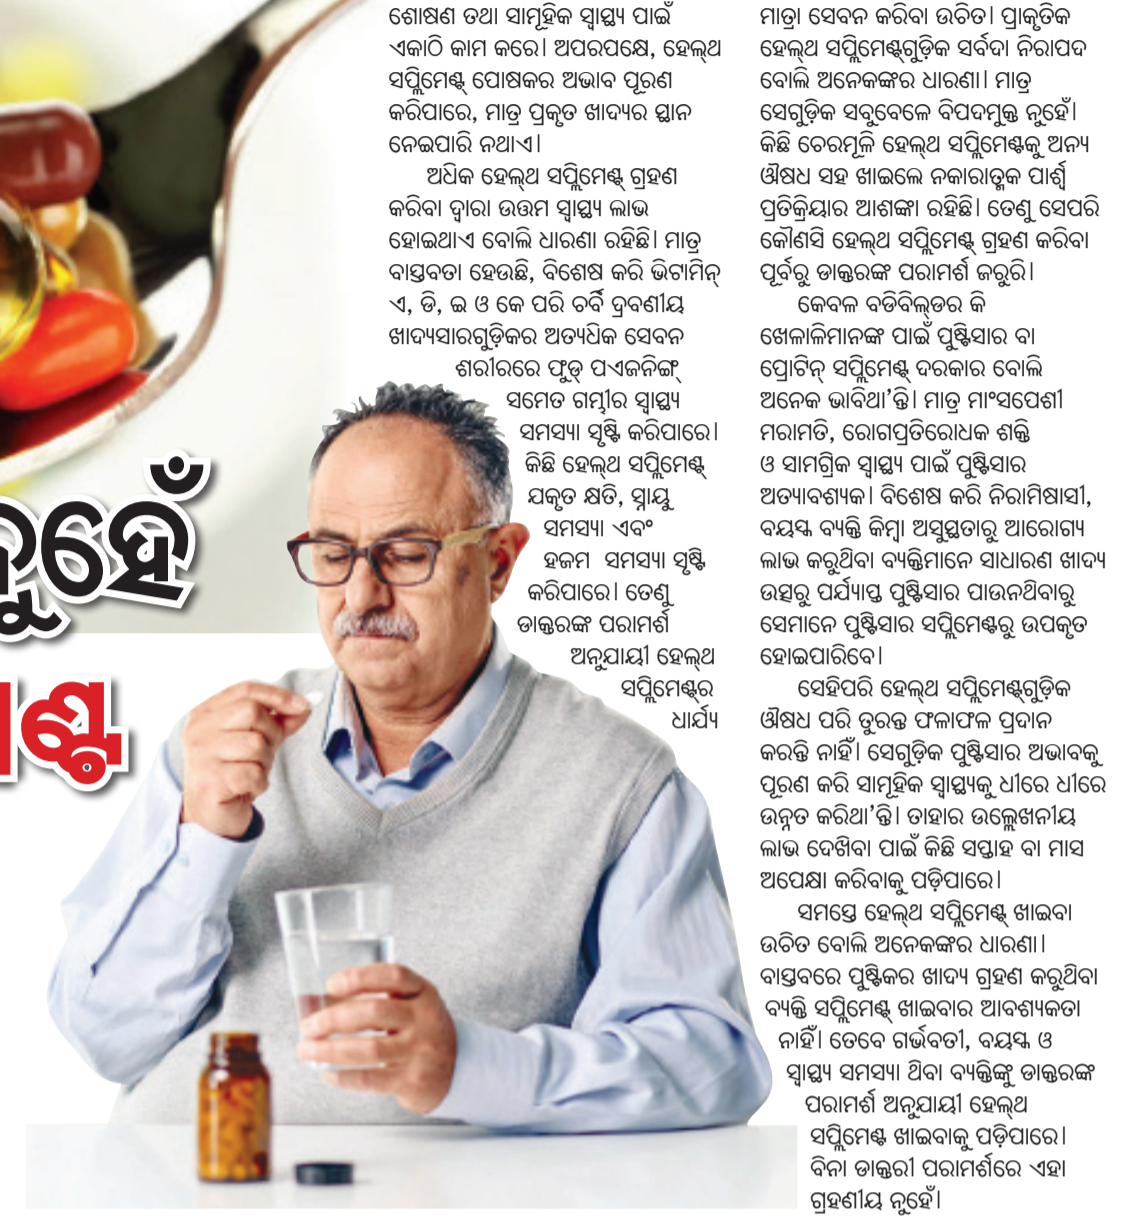 ଶୋଷଣ ତଥା ସାମୂହିକ ସ୍ୱାସ୍ଥ୍ୟ ପାଇଁ
ଏକାଠି କାମ କରେ। ଅପରପକ୍ଷେ, ହେଲ୍‌ଥ
ସପ୍ଲିମେଣ୍ଟ୍ ପୋଷକର ଅଭାବ ପୂରଣ
କରିପାରେ, ମାତ୍ର ପ୍ରକୃତ ଖାଦ୍ୟର ସ୍ଥାନ
ନେଇପାରି ନଥାଏ।
ଅଧିକ ହେଲ୍‌ଥ ସପ୍ଲିମେଣ୍ଟ୍ ଗ୍ରହଣ
କରିବା ଦ୍ୱାରା ଉତ୍ତମ ସ୍ୱାସ୍ଥ୍ୟ ଲାଭ
ହୋଇଥାଏ ବୋଲି ଧାରଣା ରହିଛି। ମାତ୍ର
ବାସ୍ତବତା ହେଉଛି, ବିଶେଷ କରି ଭିଟାମିନ୍
ଏ, ଡି, ଇ ଓ କେ ପରି ଚର୍ବି ଦ୍ରବଣୀୟ
ଖାଦ୍ୟସାରଗୁଡ଼ିକର ଅତ୍ୟଧିକ ସେବନ
ଶରୀରରେ ଫୁଡ୍ ପଏଜନିଙ୍ଗ୍
ସମେତ ଗମ୍ଭୀର ସ୍ୱାସ୍ଥ୍ୟ
ସମସ୍ୟା ସୃଷ୍ଟି କରିପାରେ।
କିଛି ହେଲ୍‌ଥ ସପ୍ଲିମେଣ୍ଟ୍
ଯକୃତ କ୍ଷତି, ସ୍ନାୟୁ
ସମସ୍ୟା ଏବଂ
ହଜମ ସମସ୍ୟା ସୃଷ୍ଟି
କରିପାରେ। ତେଣୁ
ଡାକ୍ତରଙ୍କ ପରାମର୍ଶ
ଅନୁଯାୟୀ ହେଲ୍‌ଥ
ସପ୍ଲିମେଣ୍ଟ୍‌ର
ଧାର୍ଯ୍ୟ
ମାତ୍ରା ସେବନ କରିବା ଉଚିତ। ପ୍ରାକୃତିକ
ହେଲ୍‌ଥ ସପ୍ଲିମେଣ୍ଟ୍‌ଗୁଡ଼ିକ ସର୍ବଦା ନିରାପଦ
ବୋଲି ଅନେକଙ୍କର ଧାରଣା। ମାତ୍ର
ସେଗୁଡ଼ିକ ସବୁବେଳେ ବିପଦମୁକ୍ତ ନୁହେଁ।
କିଛି ଚେରମୂଳି ହେଲ୍‌ଥ ସପ୍ଲିମେଣ୍ଟକୁ ଅନ୍ୟ
ଔଷଧ ସହ ଖାଇଲେ ନକାରାତ୍ମକ ପାର୍ଶ୍ୱ
ପ୍ରତିକ୍ରିୟାର ଆଶଙ୍କା ରହିଛି। ତେଣୁ ସେପରି
କୌଣସି ହେଲ୍‌ଥ ସପ୍ଲିମେଣ୍ଟ୍ ଗ୍ରହଣ କରିବା
ପୂର୍ବରୁ ଡାକ୍ତରଙ୍କ ପରାମର୍ଶ ଜରୁରି।
କେବଳ ବଡିବିଲ୍‌ଡର କି
ଖେଳାଳିମାନଙ୍କ ପାଇଁ ପୁଷ୍ଟିସାର ବା
ପ୍ରୋଟିନ୍ ସପ୍ଲିମେଣ୍ଟ୍ ଦରକାର ବୋଲି
ଅନେକ ଭାବିଥା’ନ୍ତି। ମାତ୍ର ମାଂସପେଶୀ
ମରାମତି, ରୋଗପ୍ରତିରୋଧକ ଶକ୍ତି
ଓ ସାମଗ୍ରିକ ସ୍ୱାସ୍ଥ୍ୟ ପାଇଁ ପୁଷ୍ଟିସାର
ଅତ୍ୟାବଶ୍ୟକ। ବିଶେଷ କରି ନିରାମିଷାସୀ,
ବୟସ୍କ ବ୍ୟକ୍ତି କିମ୍ବା ଅସୁସ୍ଥତାରୁ ଆରୋଗ୍ୟ
ଲାଭ କରୁଥିବା ବ୍ୟକ୍ତିମାନେ ସାଧାରଣ ଖାଦ୍ୟ
ଉତ୍ସରୁ ପର୍ଯ୍ୟାପ୍ତ ପୁଷ୍ଟିସାର ପାଉନଥିବାରୁ
ସେମାନେ ପୁଷ୍ଟିସାର ସପ୍ଲିମେଣ୍ଟରୁ ଉପକୃତ
ହୋଇପାରିବେ।
ସେହିପରି ହେଲ୍‌ଥ ସପ୍ଲିମେଣ୍ଟ୍‌ଗୁଡ଼ିକ
ଔଷଧ ପରି ତୁରନ୍ତ ଫଳାଫଳ ପ୍ରଦାନ
କରନ୍ତି ନାହିଁ। ସେଗୁଡ଼ିକ ପୁଷ୍ଟିସାର ଅଭାବକୁ
ପୂରଣ କରି ସାମୂହିକ ସ୍ୱାସ୍ଥ୍ୟକୁ ଧୀରେ ଧୀରେ
ଉନ୍ନତ କରିଥା’ନ୍ତି। ତାହାର ଉଲ୍ଲେଖନୀୟ
ଲାଭ ଦେଖିବା ପାଇଁ କିଛି ସପ୍ତାହ ବା ମାସ
ଅପେକ୍ଷା କରିବାକୁ ପଡ଼ିପାରେ।
ସମସ୍ତେ ହେଲ୍‌ଥ ସପ୍ଲିମେଣ୍ଟ୍ ଖାଇବା
ଉଚିତ ବୋଲି ଅନେକଙ୍କର ଧାରଣା।
ବାସ୍ତବରେ ପୁଷ୍ଟିକର ଖାଦ୍ୟ ଗ୍ରହଣ କରୁଥିବା
ବ୍ୟକ୍ତି ସପ୍ଲିମେଣ୍ଟ୍ ଖାଇବାର ଆବଶ୍ୟକତା
ନାହିଁ। ତେବେ ଗର୍ଭବତୀ, ବୟସ୍କ ଓ
ସ୍ୱାସ୍ଥ୍ୟ ସମସ୍ୟା ଥିବା ବ୍ୟକ୍ତିଙ୍କୁ ଡାକ୍ତରଙ୍କ
ପରାମର୍ଶ ଅନୁଯାୟୀ ହେଲ୍‌ଥ
ସପ୍ଲିମେଣ୍ଟ ଖାଇବାକୁ ପଡ଼ିପାରେ।
ବିନା ଡାକ୍ତରୀ ପରାମର୍ଶରେ ଏହା
ଗ୍ରହଣୀୟ ନୁହେଁ।
ନୁହେଁ